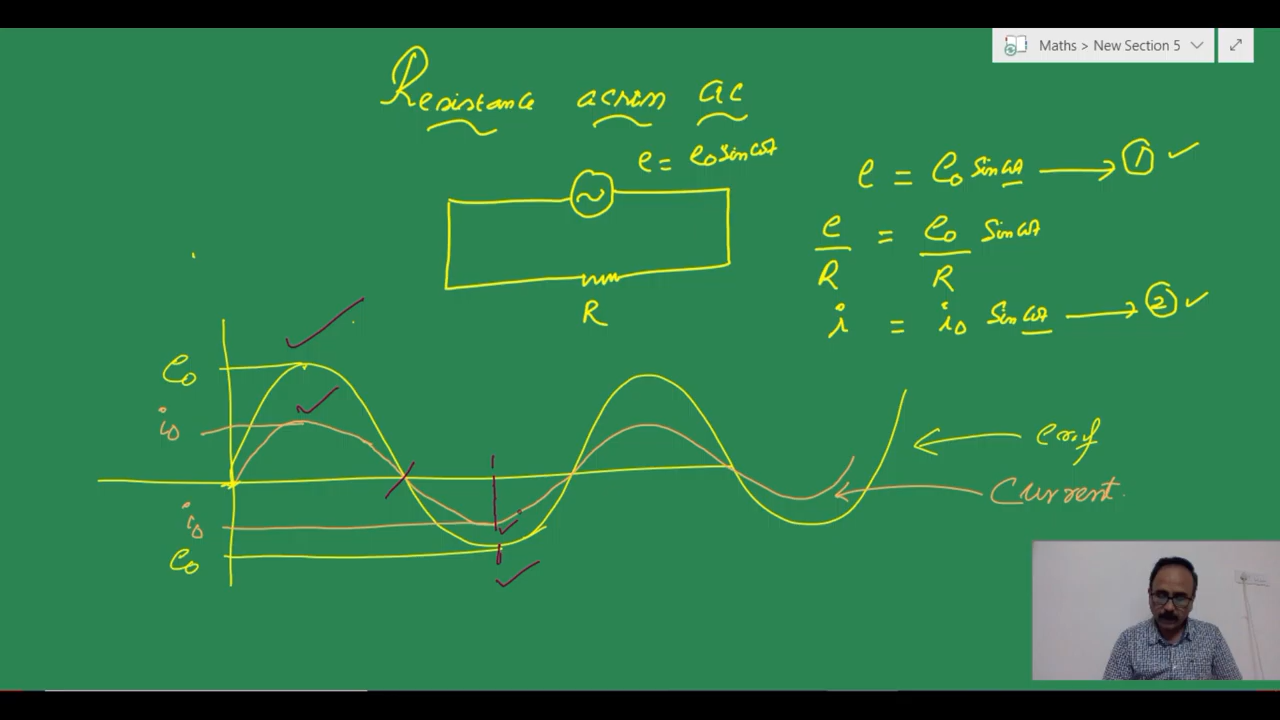 Maths > New Section 5
Resistance across ac
e = e₀ sin ωt
e = e₀ sin ωt ⟶ ①
e/R = e₀/R sin ωt
i = i₀ sin ωt ⟶ ②
R
e₀
i₀
emf
Current
i₀
e₀